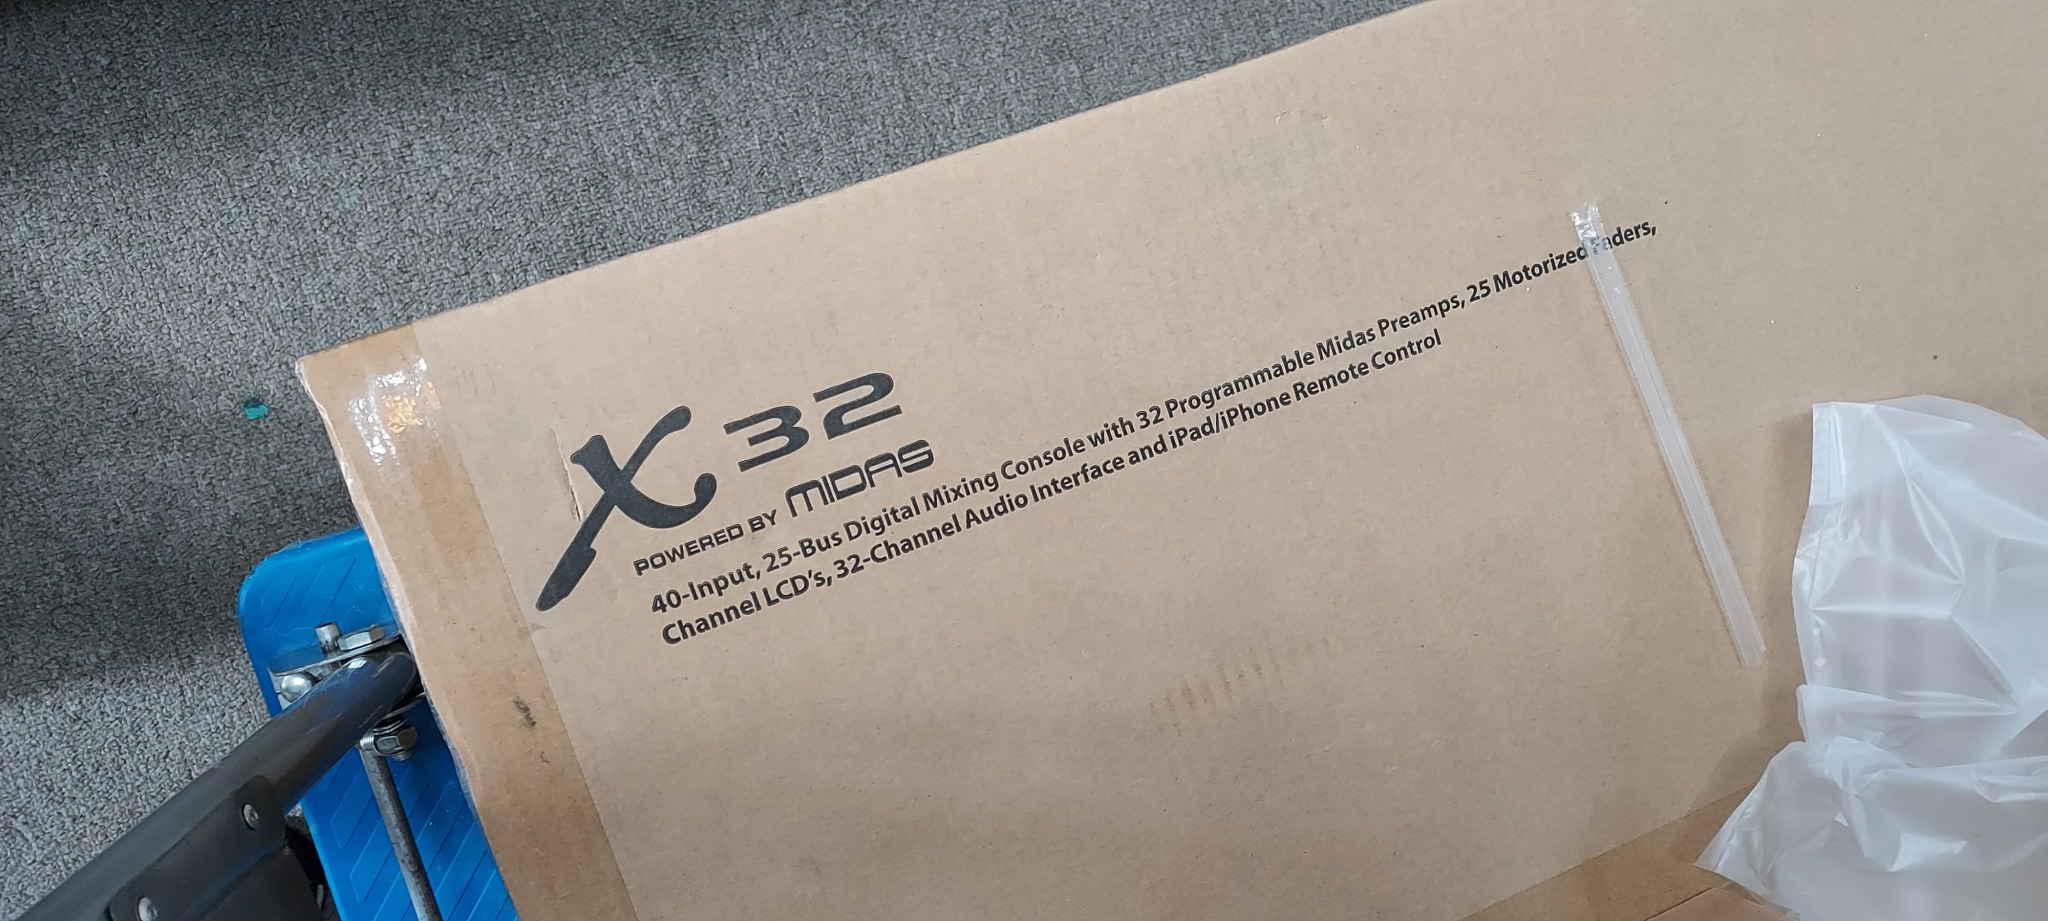 X32
POWERED BY MIDAS
40-Input, 25-Bus Digital Mixing Console with 32 Programmable Midas Preamps, 25 Motorized Faders,
Channel LCD's, 32-Channel Audio Interface and iPad/iPhone Remote Control